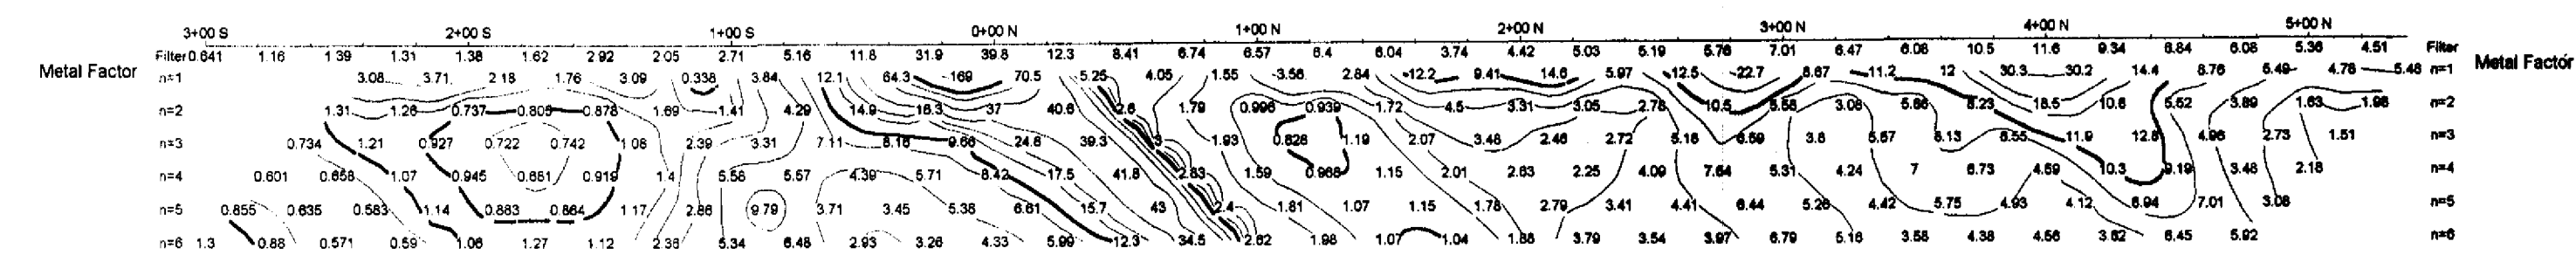 3+00 S 2+00 S 1+00 S 0+00 N 1+00 N 2+00 N 3+00 N 4+00 N 5+00 N
Filter 0.641 1.16 1.39 1.31 1.38 1.62 2.92 2.05 2.71 5.16 11.8 31.9 39.8 12.3 8.41 6.74 6.57 6.4 6.04 3.74 4.42 5.03 5.19 5.76 7.01 6.47 6.08 10.5 11.6 9.34 8.84 6.08 5.36 4.51 Filter
Metal Factor n=1 3.08 3.71 2.18 1.76 3.09 0.338 3.84 12.1 64.3 -169 70.5 5.25 4.05 1.55 -3.56 2.84 -12.2 9.41 14.6 5.97 -12.5 -22.7 8.67 -11.2 12 30.3 30.2 14.4 8.76 6.49 4.76 5.46 n=1 Metal Factor
n=2 1.31 1.26 0.737 0.805 0.878 1.69 1.41 4.29 14.9 16.3 37 40.6 2.6 1.79 0.996 0.939 1.72 4.5 3.31 3.05 2.76 10.5 5.58 3.08 5.66 8.23 18.5 10.6 5.52 3.89 1.63 1.96 n=2
n=3 0.734 1.21 0.927 0.722 0.742 1.08 2.39 3.31 7.11 8.16 9.66 24.6 39.3 3 1.93 0.828 1.19 2.07 3.48 2.46 2.72 5.16 6.59 3.8 5.67 8.13 6.55 11.9 12.8 4.96 2.73 1.51 n=3
n=4 0.601 0.658 1.07 0.945 0.681 0.919 1.4 5.56 5.57 4.39 5.71 8.42 17.5 41.8 2.83 1.59 0.968 1.15 2.01 2.63 2.25 4.09 7.64 5.31 4.24 7 6.73 4.69 10.3 9.19 3.48 2.18 n=4
n=5 0.855 0.635 0.583 1.14 0.883 0.864 1.17 2.86 9.79 3.71 3.45 5.38 6.61 15.7 43 2.4 1.81 1.07 1.15 1.78 2.79 3.41 4.41 6.44 5.26 4.42 5.75 4.93 4.12 6.94 7.01 3.08 n=5
n=6 1.3 0.88 0.571 0.59 1.06 1.27 1.12 2.36 5.34 6.48 2.93 3.26 4.33 5.99 12.3 34.5 2.62 1.98 1.07 1.04 1.86 3.79 3.54 3.97 6.79 5.16 3.58 4.38 4.56 3.62 6.45 5.92 n=6